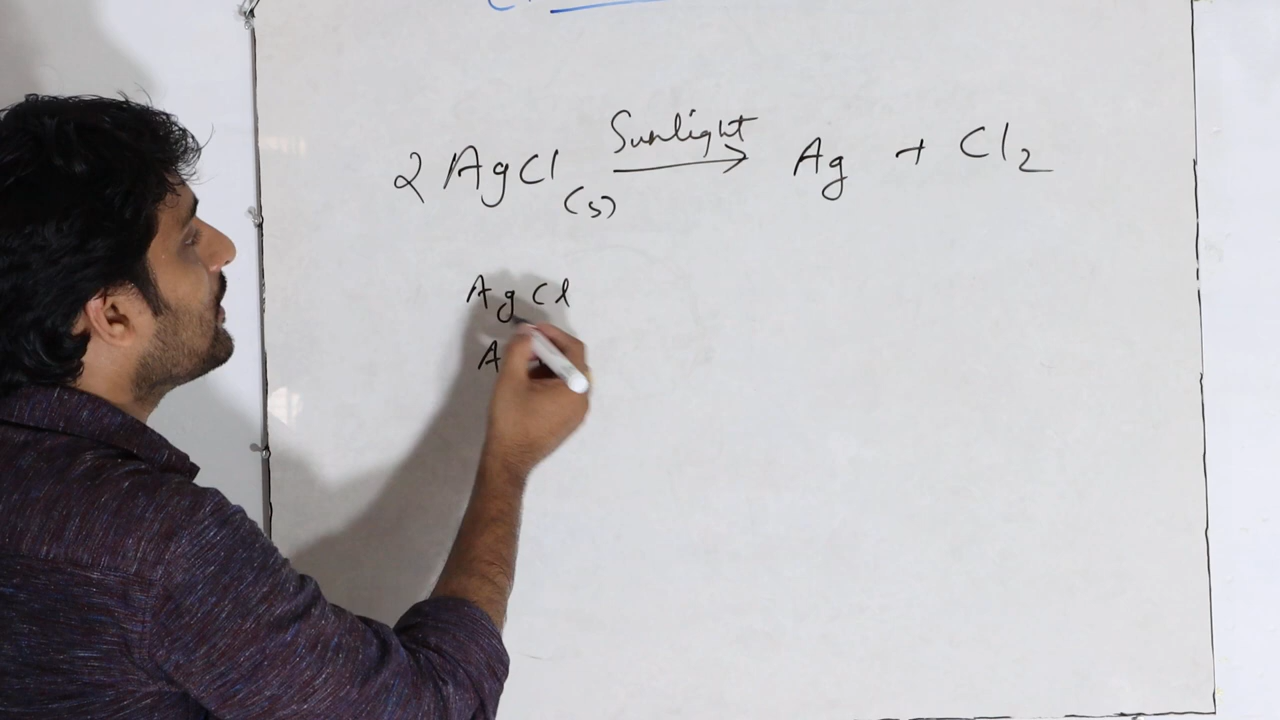 Sunlight
2 AgCl (s) → Ag + Cl2
AgCl
A